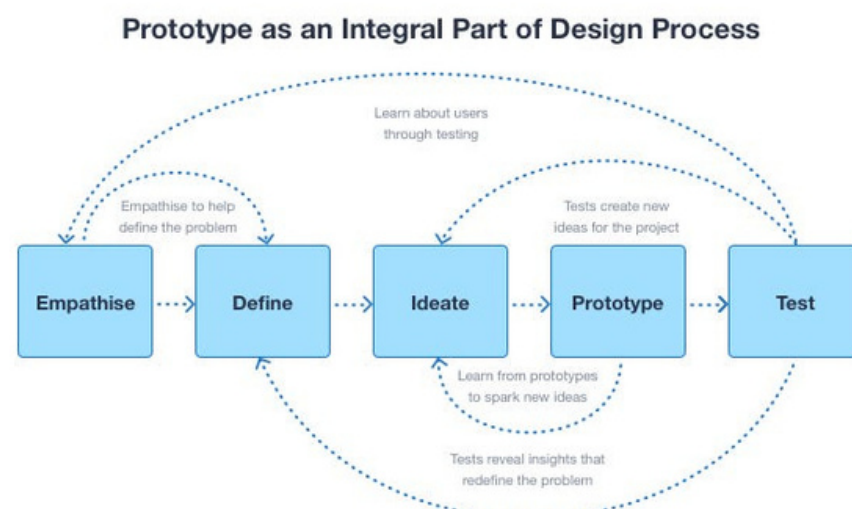 Prototype as an Integral Part of Design Process
Learn about users
through testing
Empathise to help
define the problem
Tests create new
ideas for the project
Empathise
Define
Ideate
Prototype
Test
Learn from prototypes
to spark new ideas
Tests reveal insights that
redefine the problem